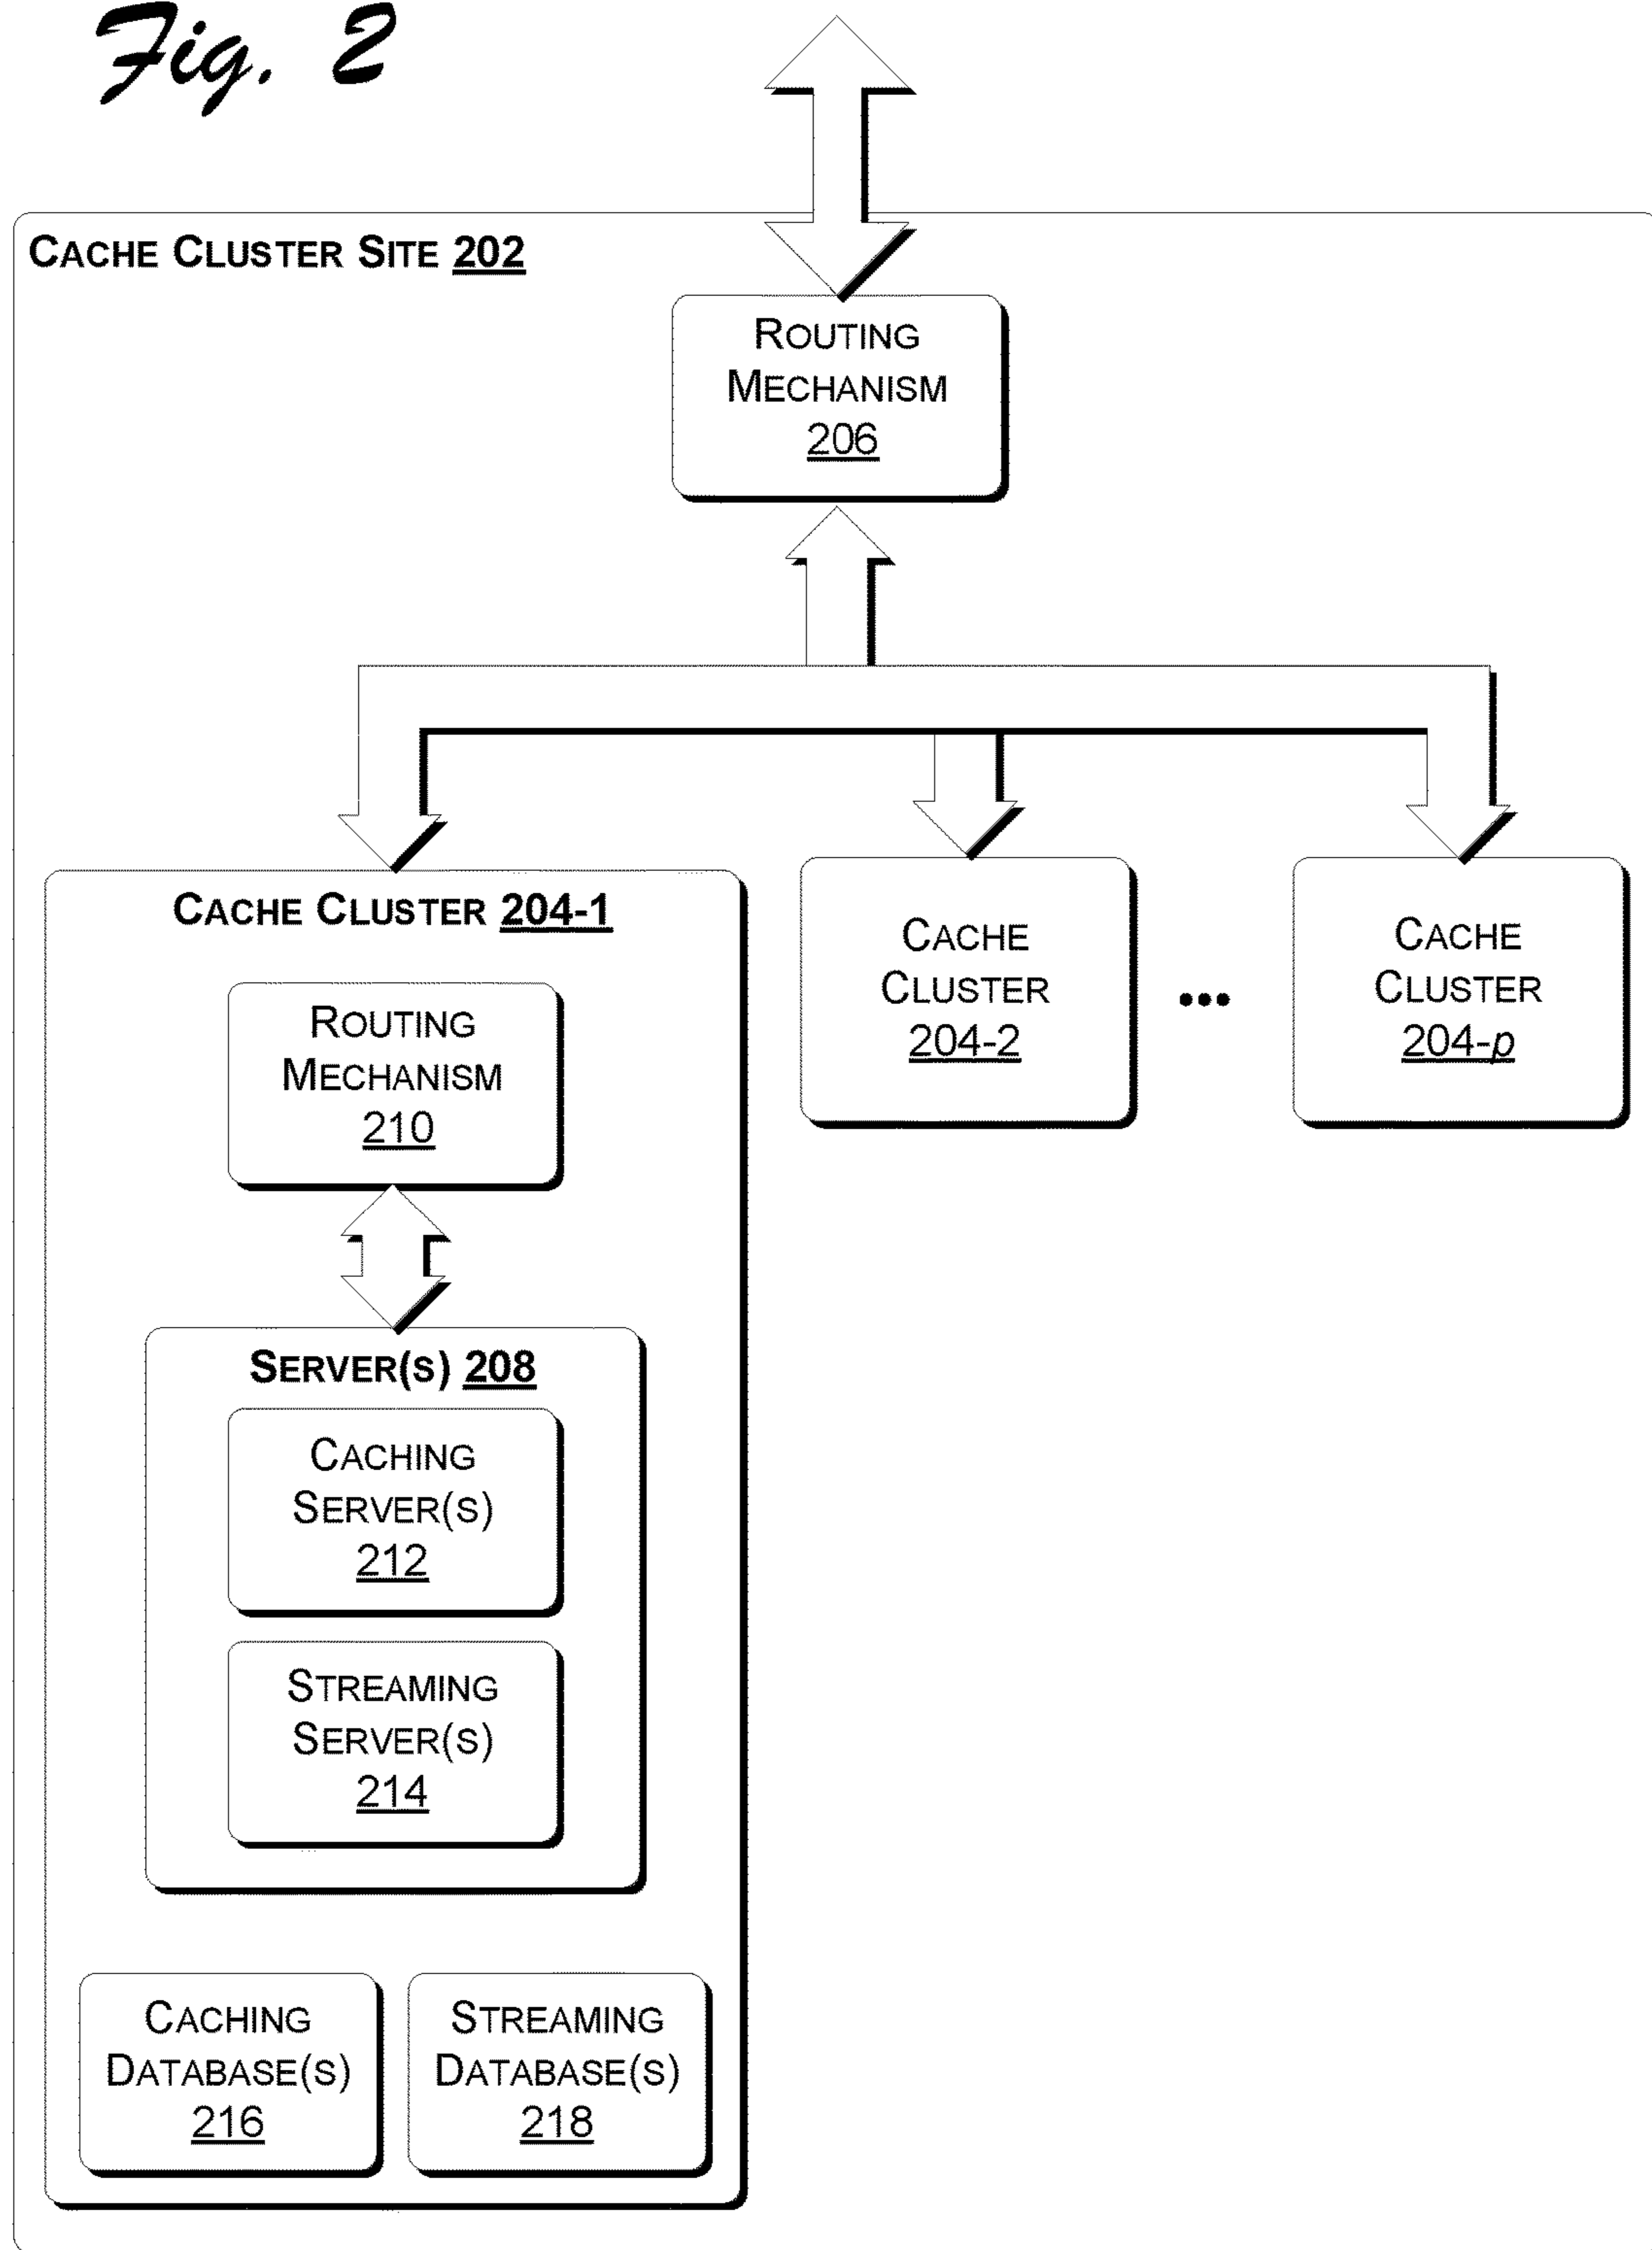 Fig. 2
CACHE CLUSTER SITE 202
ROUTING
MECHANISM
206
CACHE CLUSTER 204-1
ROUTING
MECHANISM
210
SERVER(S) 208
CACHING
SERVER(S)
212
STREAMING
SERVER(S)
214
CACHING
DATABASE(S)
216
STREAMING
DATABASE(S)
218
CACHE
CLUSTER
204-2
•••
CACHE
CLUSTER
204-p